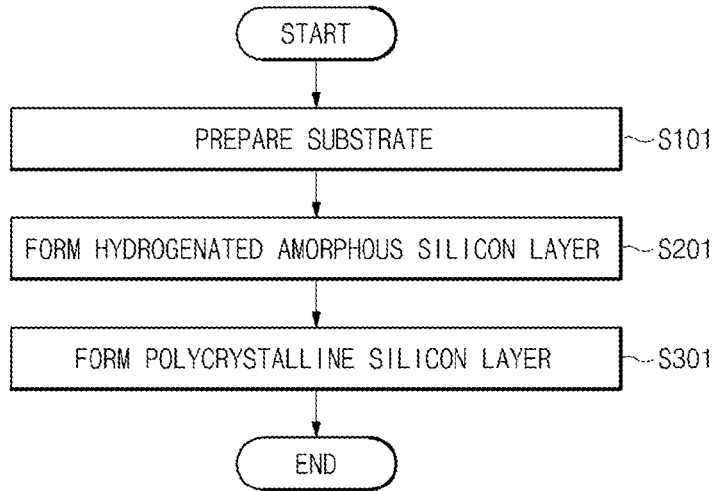 START
PREPARE SUBSTRATE
S101
FORM HYDROGENATED AMORPHOUS SILICON LAYER
S201
FORM POLYCRYSTALLINE SILICON LAYER
S301
END